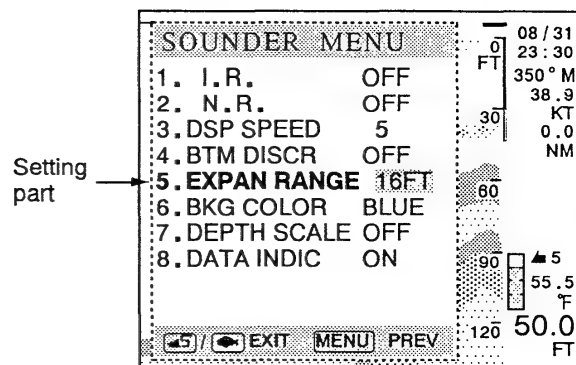 SOUNDER MENU
1. I.R. OFF
2. N.R. OFF
3. DSP SPEED 5
4. BTM DISCR OFF
5. EXPAN RANGE 16FT
6. BKG COLOR BLUE
7. DEPTH SCALE OFF
8. DATA INDIC ON
5 / EXIT MENU PREV
Setting
part
0
FT
30
60
90
120
08/31
23:30
350°M
38.9
KT
0.0
NM
5
55.5
°F
50.0
FT